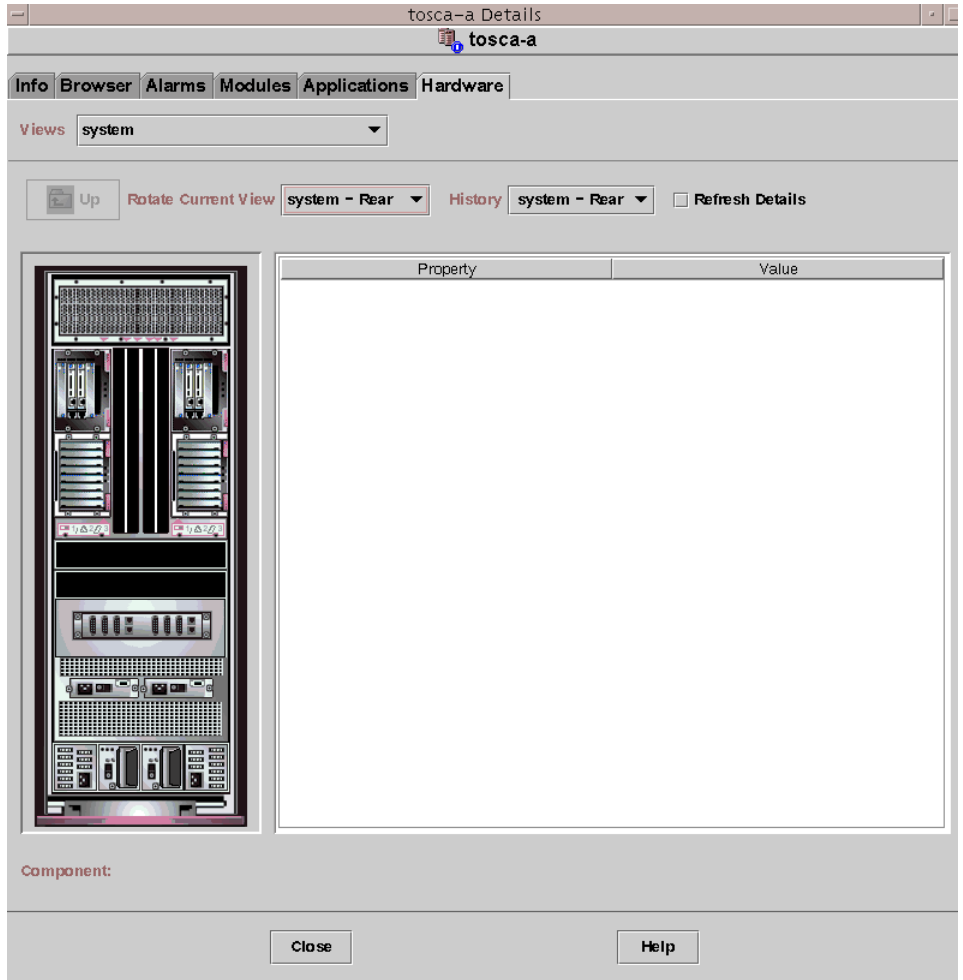 tosca-a Details
tosca-a
Info Browser Alarms Modules Applications Hardware
Views system
Up Rotate Current View system - Rear History system - Rear Refresh Details
Property Value
Component:
Close Help